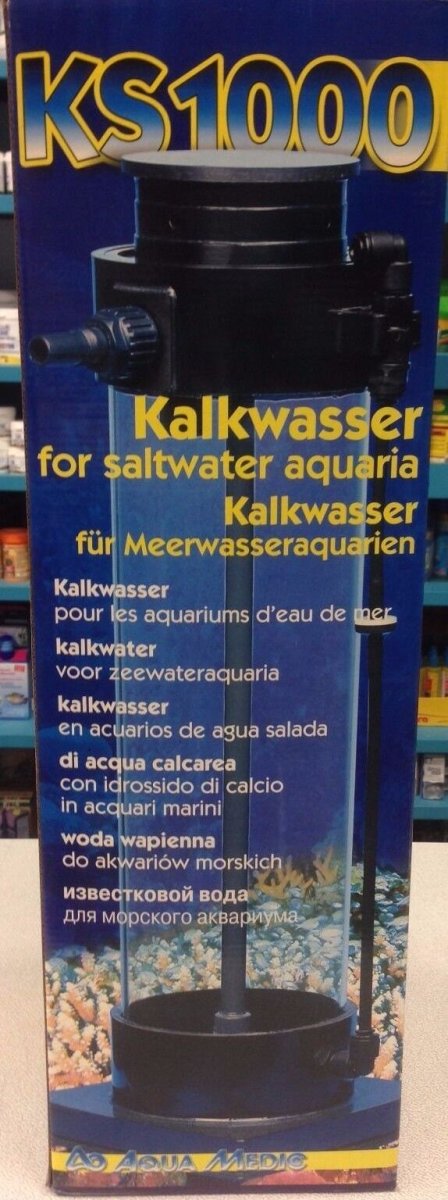 KS1000
Kalkwasser
for saltwater aquaria
Kalkwasser
für Meerwasseraquarien
Kalkwasser
pour les aquariums d'eau de mer
kalkwater
voor zeewateraquaria
kalkwasser
en acuarios de agua salada
di acqua calcarea
con idrossido di calcio
in acquari marini
woda wapienna
do akwariów morskich
известковой вода
для морского аквариума
AQUA MEDIC